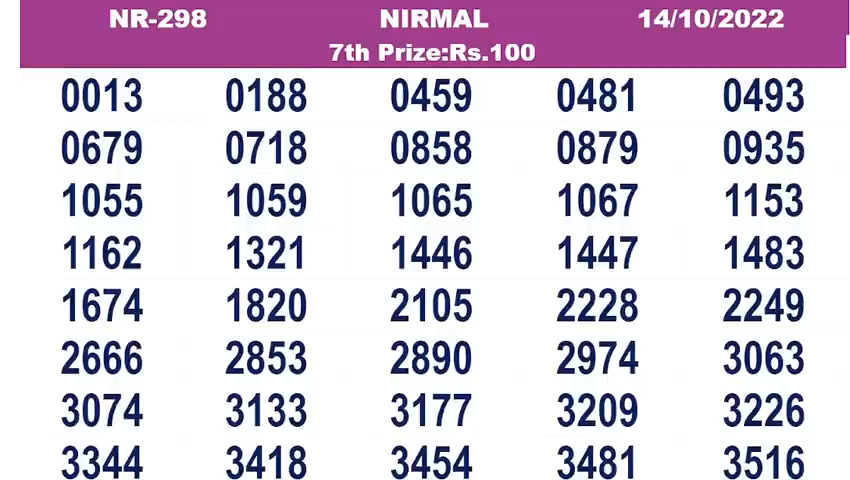 NR-298 NIRMAL 14/10/2022
7th Prize:Rs.100
0013 0188 0459 0481 0493
0679 0718 0858 0879 0935
1055 1059 1065 1067 1153
1162 1321 1446 1447 1483
1674 1820 2105 2228 2249
2666 2853 2890 2974 3063
3074 3133 3177 3209 3226
3344 3418 3454 3481 3516